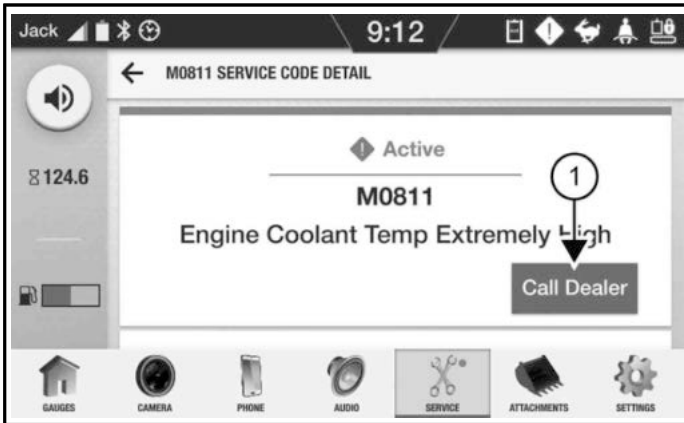 Jack 9:12
M0811 SERVICE CODE DETAIL
Active
124.6
M0811
1
Engine Coolant Temp Extremely High
Call Dealer
GAUGES CAMERA PHONE AUDIO SERVICE ATTACHMENTS SETTINGS